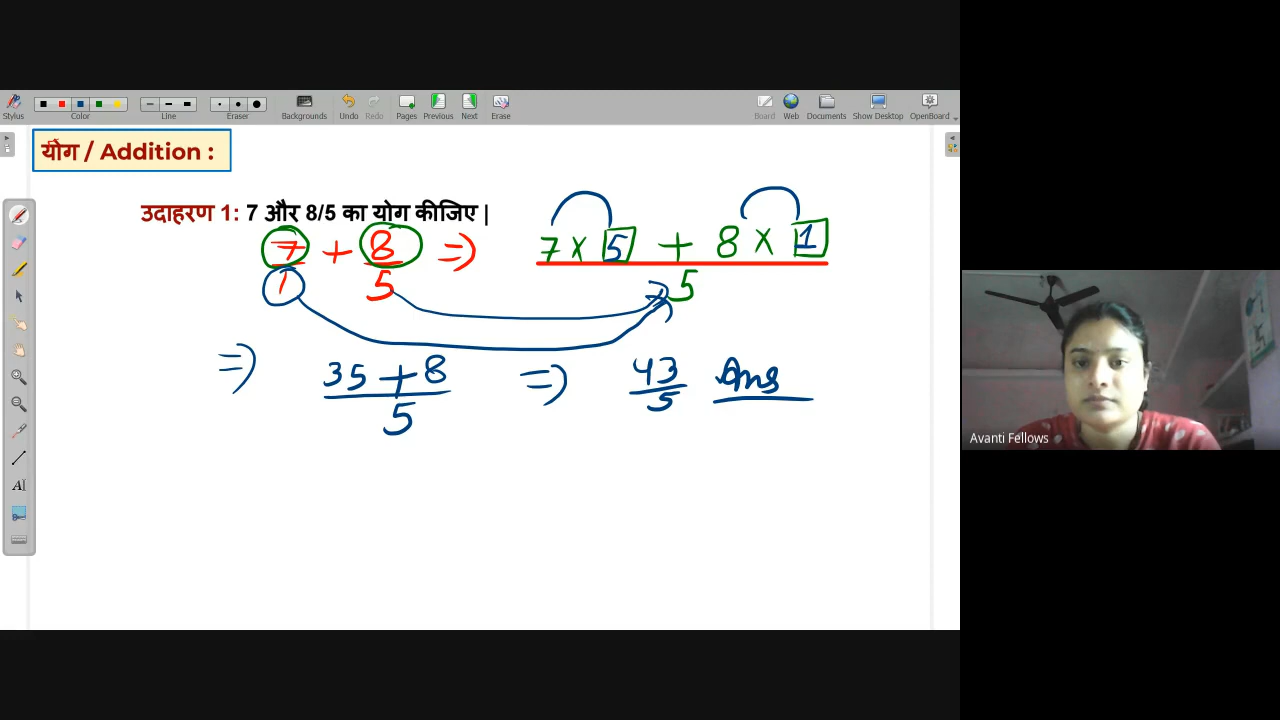 Stylus Color Line Eraser Backgrounds Undo Redo Pages Previous Next Erase Board Web Documents Show Desktop OpenBoard
योग / Addition :
उदाहरण 1: 7 और 8/5 का योग कीजिए |
7/1 + 8/5 => 7 x 5 + 8 x 1 / 5
=> 35 + 8 / 5 => 43/5 Ans
Avanti Fellows